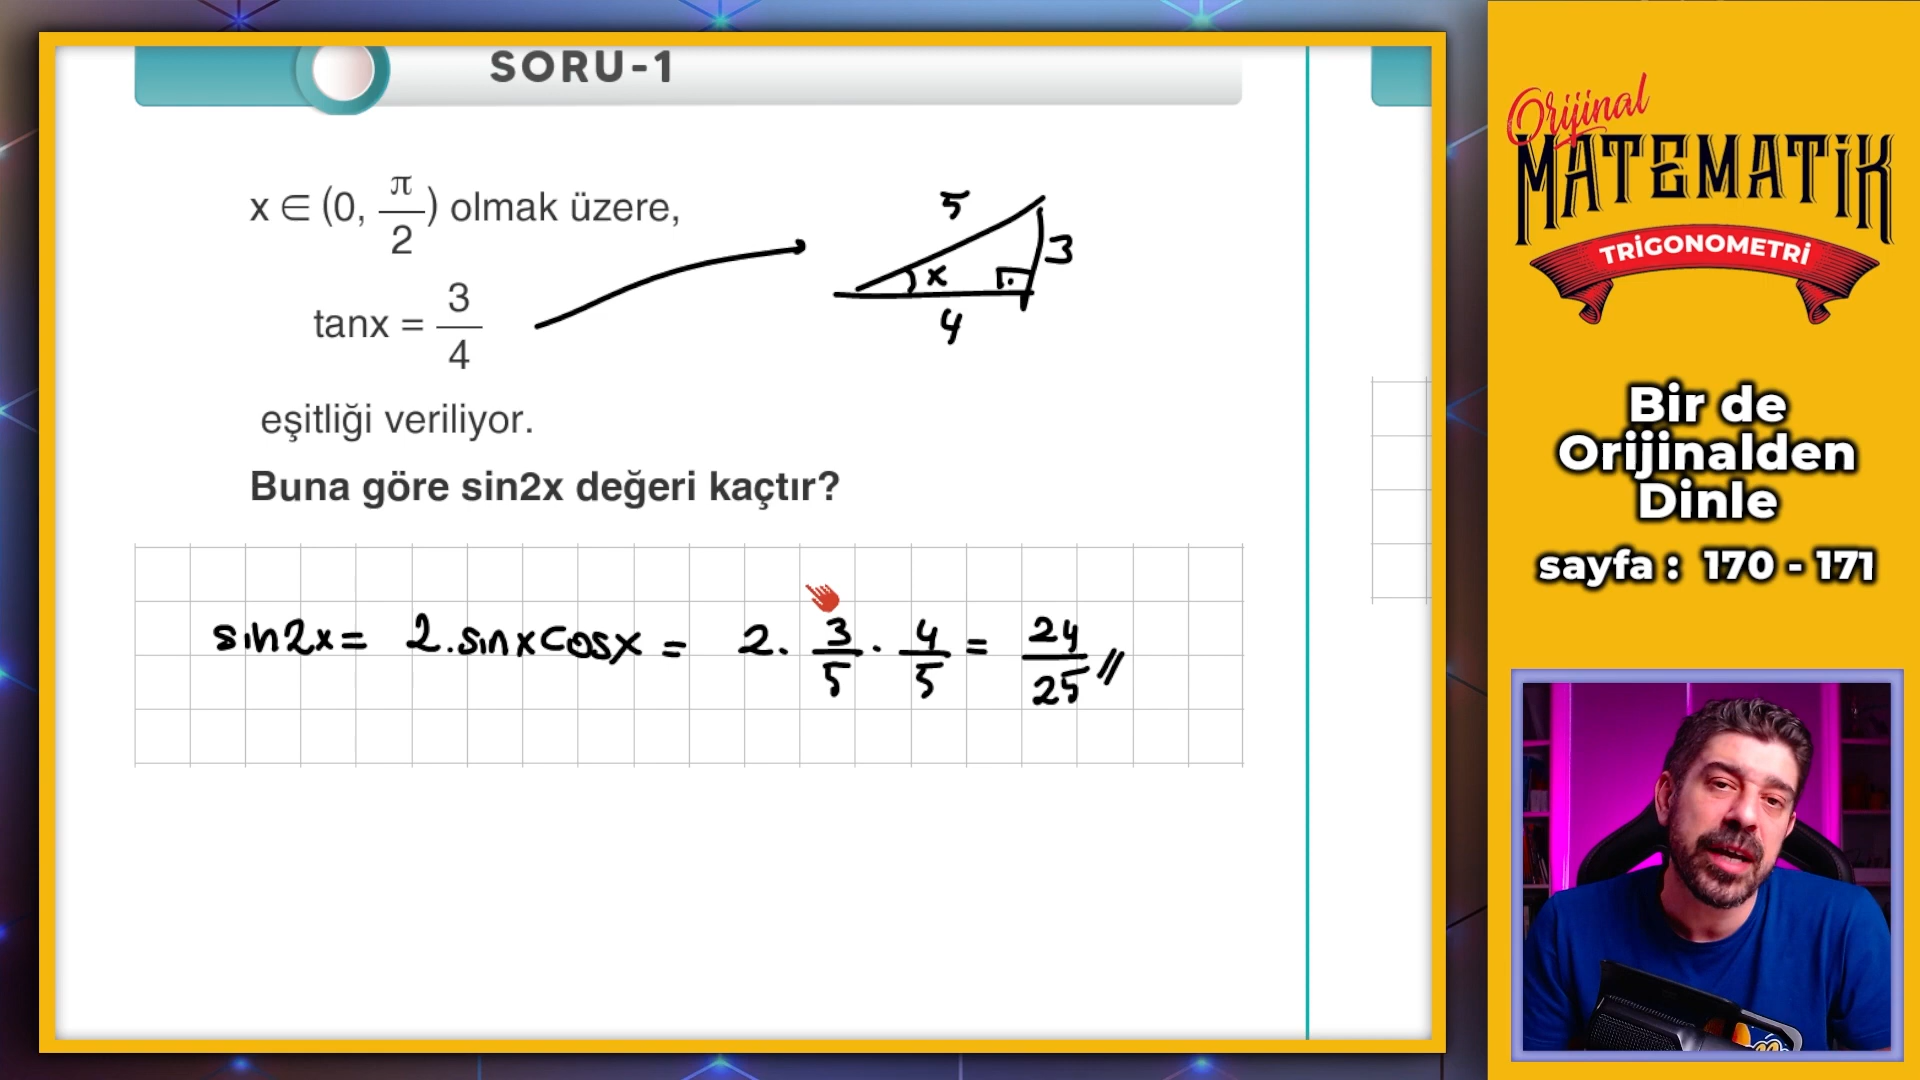 SORU-1
x ∈ (0, π/2) olmak üzere,
tanx = 3/4
eşitliği veriliyor.
Buna göre sin2x değeri kaçtır?
5
3
x
4
sin2x = 2.sinxcosx = 2. 3/5 . 4/5 = 24/25 //
Orijinal
MATEMATİK
TRİGONOMETRİ
Bir de
Orijinalden
Dinle
sayfa : 170 - 171